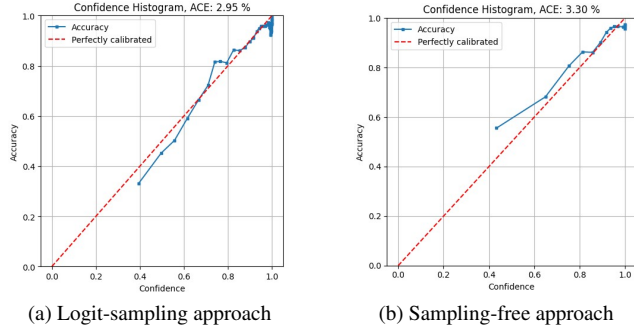 Confidence Histogram, ACE: 2.95 %
1.0
0.8
0.6
0.4
0.2
0.0
Accuracy
Accuracy
Perfectly calibrated
0.0 0.2 0.4 0.6 0.8 1.0
Confidence
(a) Logit-sampling approach
Confidence Histogram, ACE: 3.30 %
1.0
0.8
0.6
0.4
0.2
0.0
Accuracy
Accuracy
Perfectly calibrated
0.0 0.2 0.4 0.6 0.8 1.0
Confidence
(b) Sampling-free approach